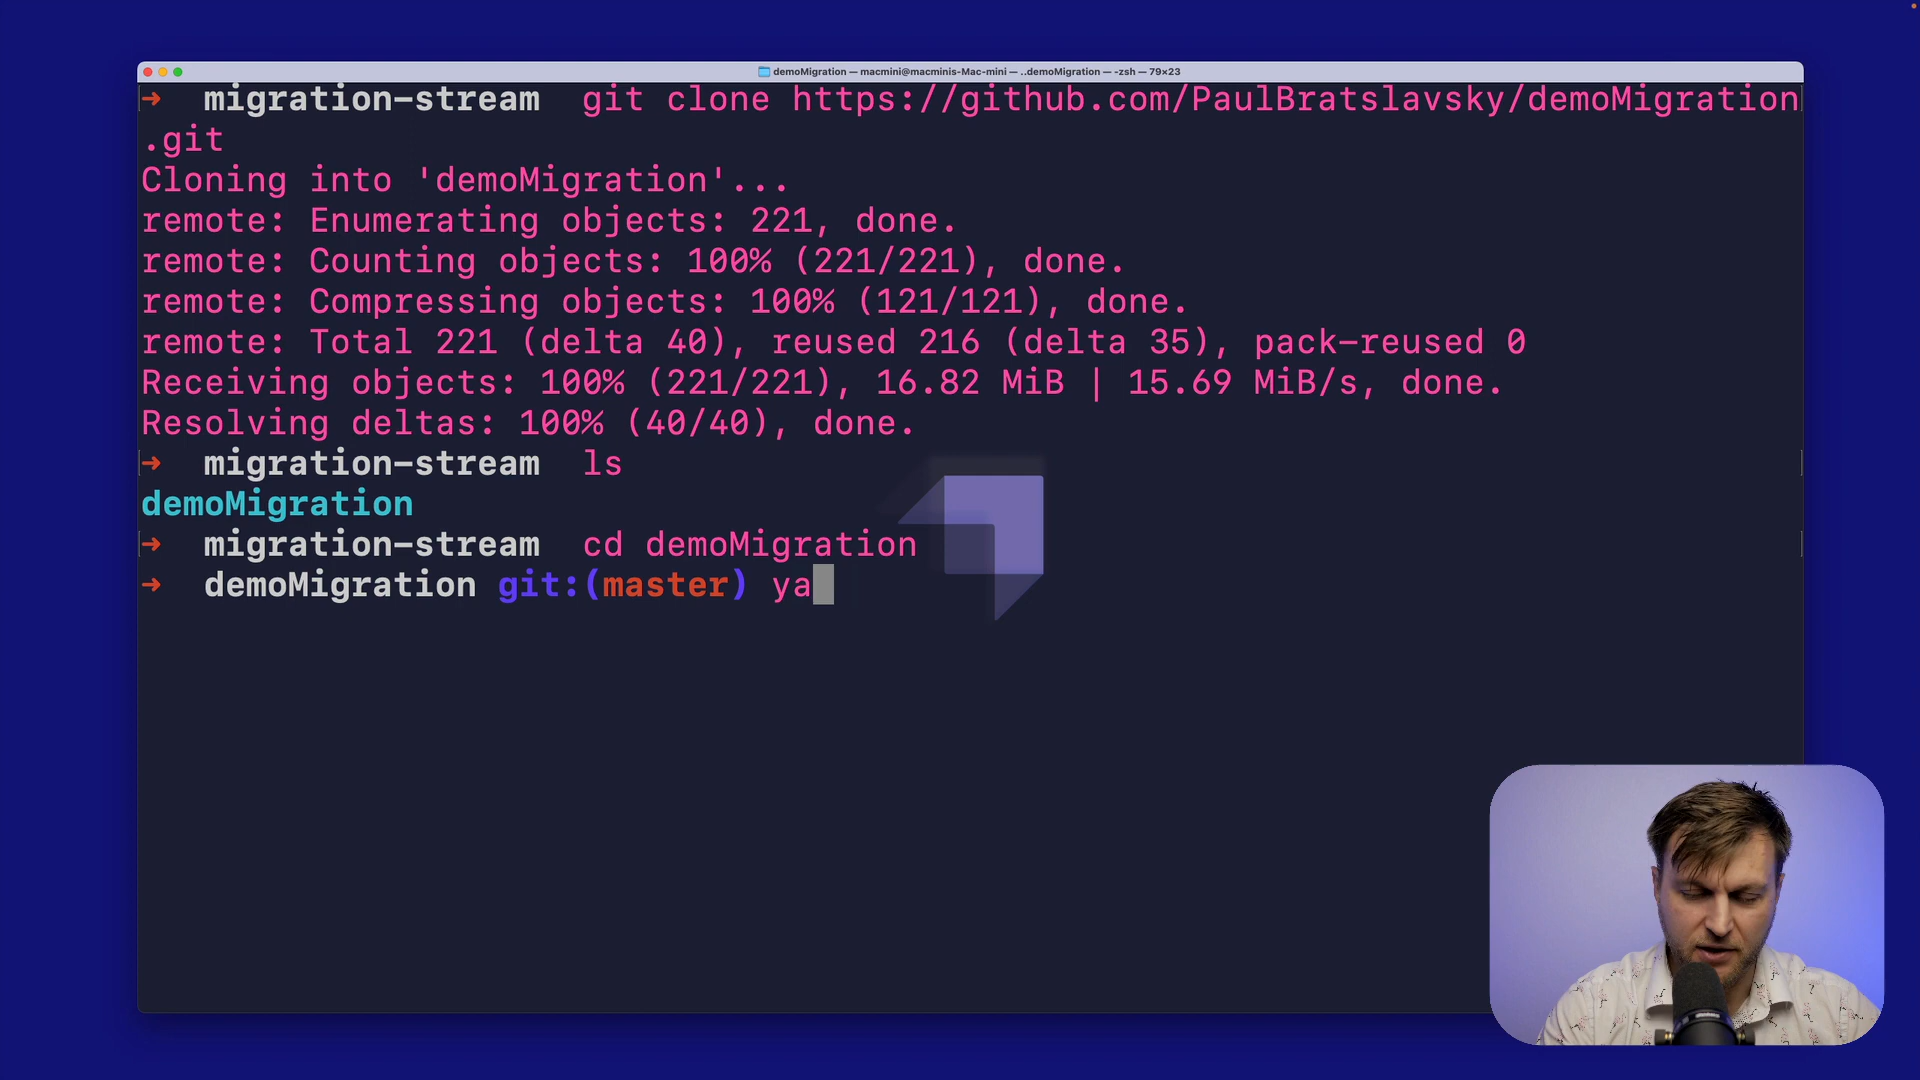 demoMigration — macmini@macminis-Mac-mini — ..demoMigration — -zsh — 79×23
→ migration-stream git clone https://github.com/PaulBratslavsky/demoMigration
.git
Cloning into 'demoMigration'...
remote: Enumerating objects: 221, done.
remote: Counting objects: 100% (221/221), done.
remote: Compressing objects: 100% (121/121), done.
remote: Total 221 (delta 40), reused 216 (delta 35), pack-reused 0
Receiving objects: 100% (221/221), 16.82 MiB | 15.69 MiB/s, done.
Resolving deltas: 100% (40/40), done.
→ migration-stream ls
demoMigration
→ migration-stream cd demoMigration
→ demoMigration git:(master) ya